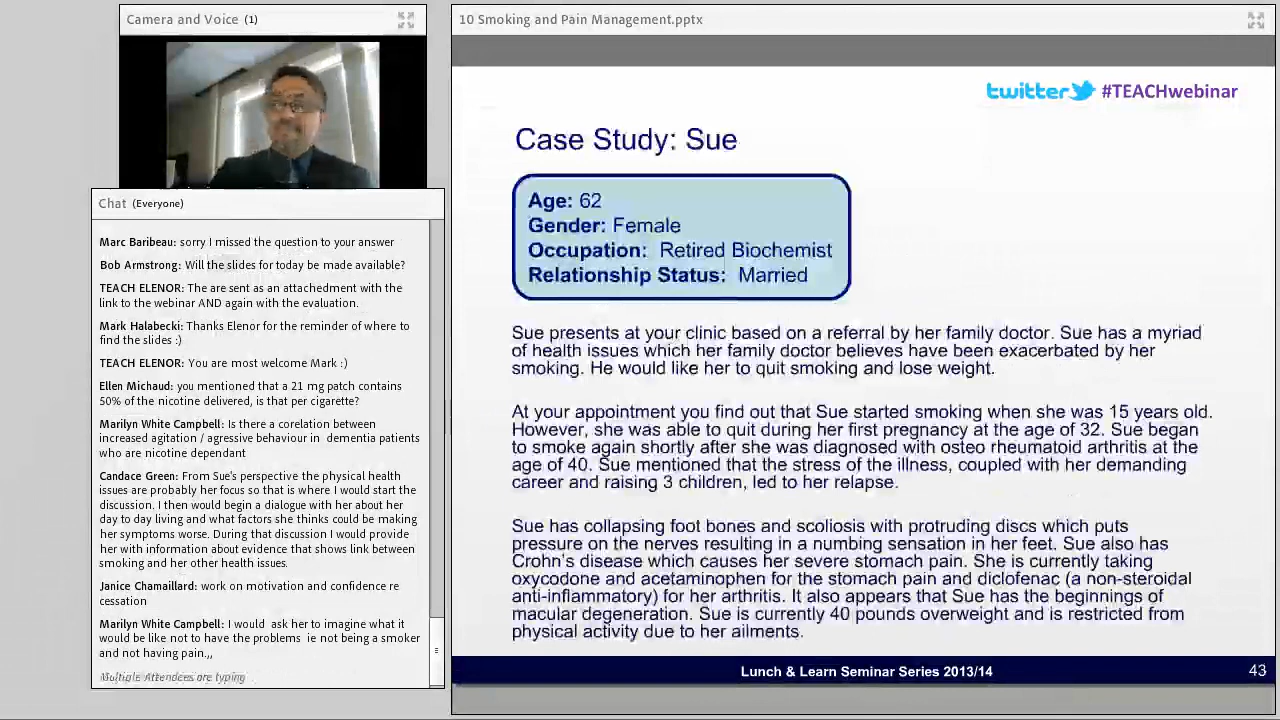 Camera and Voice (1)
10 Smoking and Pain Management.pptx
twitter #TEACHwebinar
Case Study: Sue
Age: 62
Gender: Female
Occupation: Retired Biochemist
Relationship Status: Married
Sue presents at your clinic based on a referral by her family doctor. Sue has a myriad
of health issues which her family doctor believes have been exacerbated by her
smoking. He would like her to quit smoking and lose weight.
At your appointment you find out that Sue started smoking when she was 15 years old.
However, she was able to quit during her first pregnancy at the age of 32. Sue began
to smoke again shortly after she was diagnosed with osteo rheumatoid arthritis at the
age of 40. Sue mentioned that the stress of the illness, coupled with her demanding
career and raising 3 children, led to her relapse.
Sue has collapsing foot bones and scoliosis with protruding discs which puts
pressure on the nerves resulting in a numbing sensation in her feet. Sue also has
Crohn's disease which causes her severe stomach pain. She is currently taking
oxycodone and acetaminophen for the stomach pain and diclofenac (a non-steroidal
anti-inflammatory) for her arthritis. It also appears that Sue has the beginnings of
macular degeneration. Sue is currently 40 pounds overweight and is restricted from
physical activity due to her ailments.
Lunch & Learn Seminar Series 2013/14
43
Chat (Everyone)
Marc Baribeau: sorry I missed the question to your answer
Bob Armstrong: Will the slides for today be made available?
TEACH ELENOR: The are sent as an attachedment with the
link to the webinar AND again with the evaluation.
Mark Halabecki: Thanks Elenor for the reminder of where to
find the slides :)
TEACH ELENOR: You are most welcome Mark :)
Ellen Michaud: you mentioned that a 21 mg patch contains
50% of the nicotine delivered, is that per cigarette?
Marilyn White Campbell: Is there a corelation between
increased agitation / agressive behaviour in dementia patients
who are nicotine dependant
Candace Green: From Sue's perspective the physical health
issues are probably her focus so that is where I would start the
discussion. I then would begin a dialogue with her about her
day to day living and what factors she thinks could be making
her symptoms worse. During that discussion I would provide
her with information about evidence that shows link between
smoking and her other health issues.
Janice Chamaillard: work on motivation and confidence re
cessation
Marilyn White Campbell: I would ask her to imagine what it
would be like not to have the problems ie not being a smoker
and not having pain.,,
Multiple Attendees are typing